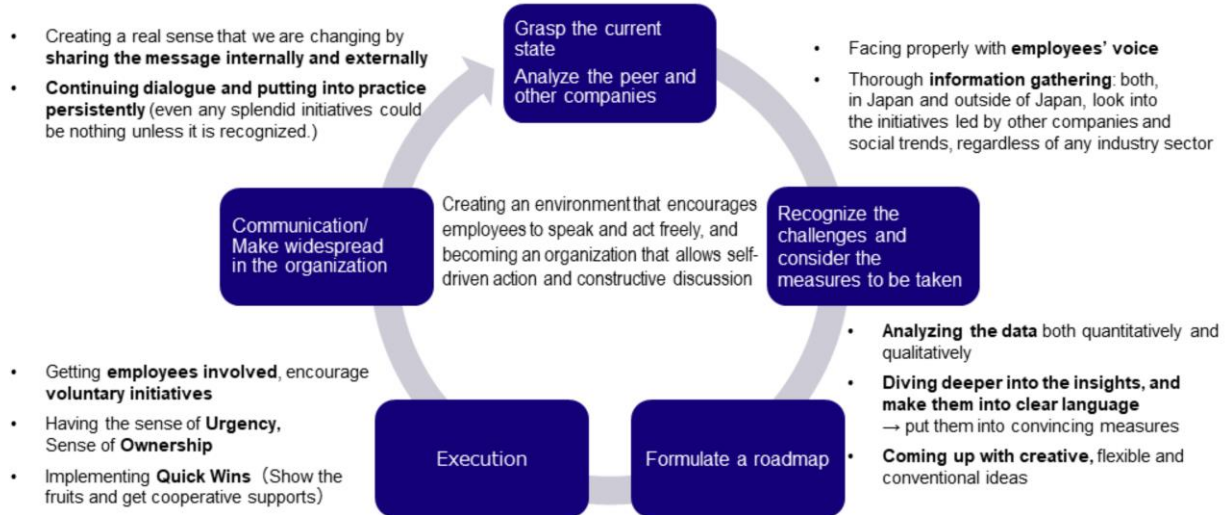 Grasp the current
state
Analyze the peer and
other companies
• Creating a real sense that we are changing by
sharing the message internally and externally
• Continuing dialogue and putting into practice
persistently (even any splendid initiatives could
be nothing unless it is recognized.)
• Facing properly with employees' voice
• Thorough information gathering: both,
in Japan and outside of Japan, look into
the initiatives led by other companies and
social trends, regardless of any industry sector
Communication/
Make widespread
in the organization
Creating an environment that encourages
employees to speak and act freely, and
becoming an organization that allows self-
driven action and constructive discussion
Recognize the
challenges and
consider the
measures to be taken
• Analyzing the data both quantitatively and
qualitatively
• Diving deeper into the insights, and
make them into clear language
→ put them into convincing measures
• Coming up with creative, flexible and
conventional ideas
• Getting employees involved, encourage
voluntary initiatives
• Having the sense of Urgency,
Sense of Ownership
• Implementing Quick Wins（Show the
fruits and get cooperative supports）
Execution
Formulate a roadmap